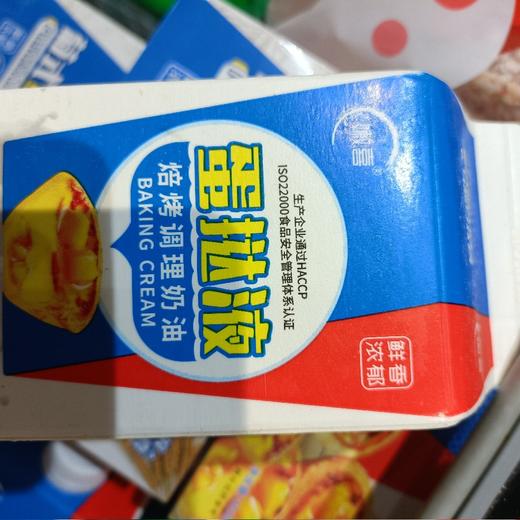 蛋挞液
焙烤调理奶油
BAKING CREAM
生产企业通过HACCP
ISO22000食品安全管理体系认证
鲜香
浓郁